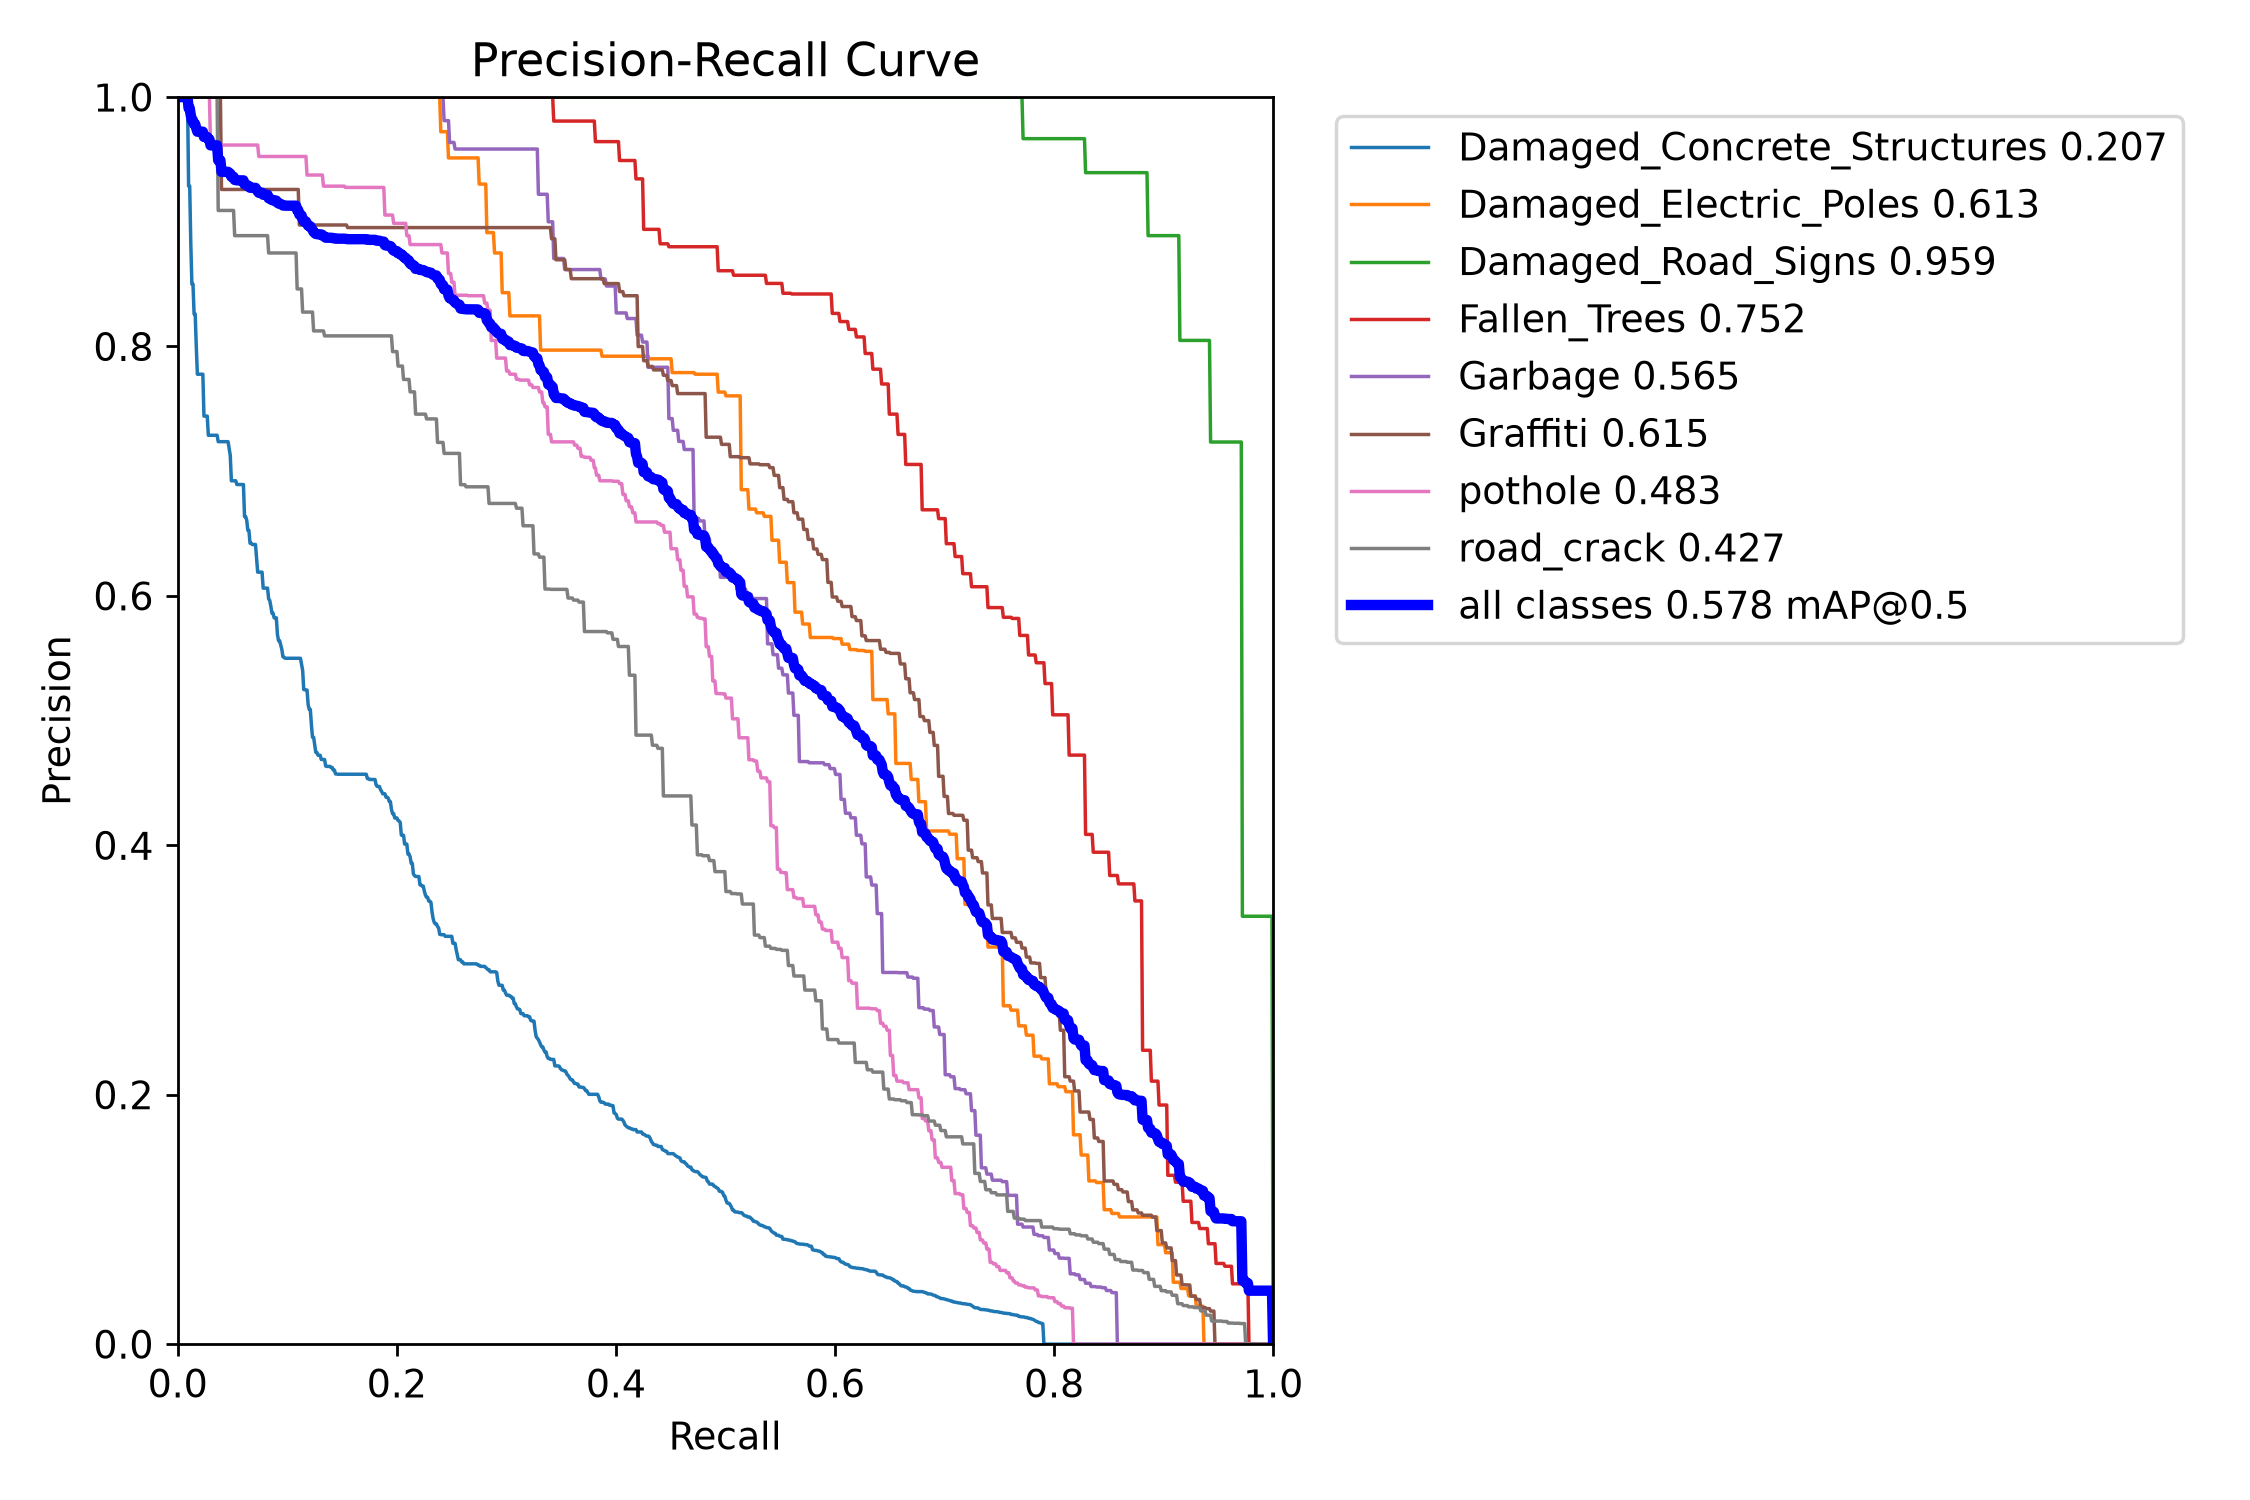 Precision-Recall Curve
1.0
0.8
0.6
0.4
0.2
0.0
Precision
0.0 0.2 0.4 0.6 0.8 1.0
Recall
Damaged_Concrete_Structures 0.207
Damaged_Electric_Poles 0.613
Damaged_Road_Signs 0.959
Fallen_Trees 0.752
Garbage 0.565
Graffiti 0.615
pothole 0.483
road_crack 0.427
all classes 0.578 mAP@0.5